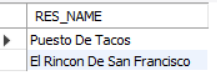 RES_NAME
Puesto De Tacos
El Rincon De San Francisco